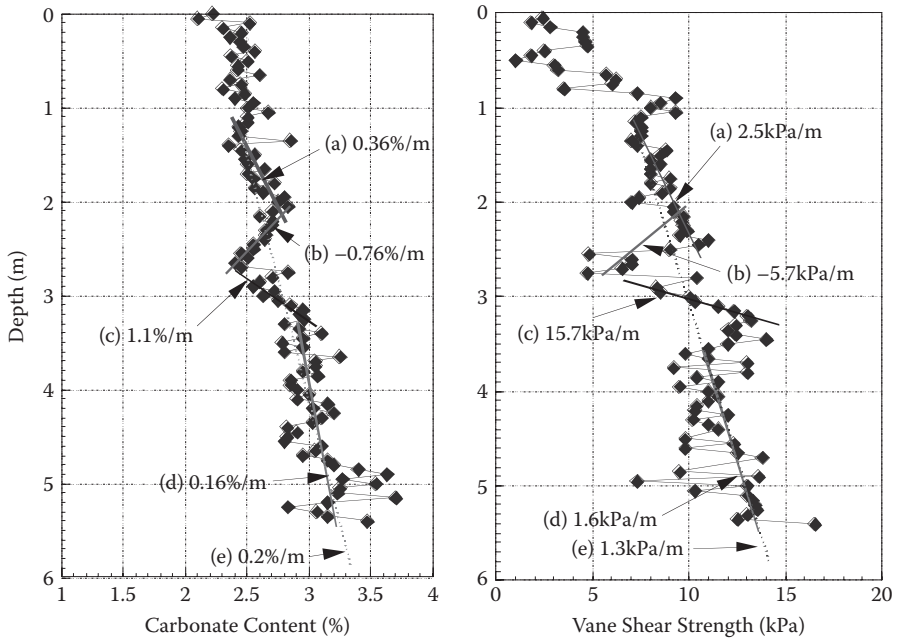 0
1
2
3
4
5
6
Depth (m)
(a) 0.36%/m
(b) −0.76%/m
(c) 1.1%/m
(d) 0.16%/m
(e) 0.2%/m
1 1.5 2 2.5 3 3.5 4
Carbonate Content (%)
0
1
2
3
4
5
6
(a) 2.5kPa/m
(b) −5.7kPa/m
(c) 15.7kPa/m
(d) 1.6kPa/m
(e) 1.3kPa/m
0 5 10 15 20
Vane Shear Strength (kPa)